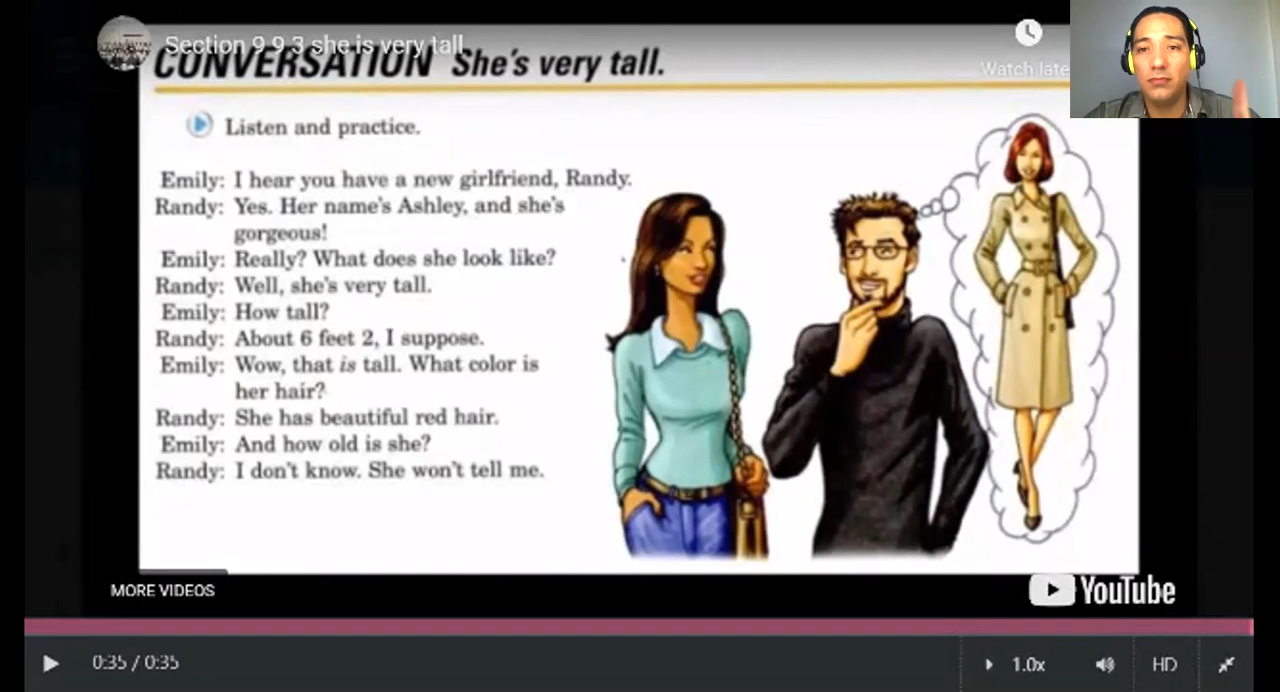 Section 9 9 3 she is very tall
CONVERSATION She's very tall.
Watch late
Listen and practice.
Emily: I hear you have a new girlfriend, Randy.
Randy: Yes. Her name's Ashley, and she's
gorgeous!
Emily: Really? What does she look like?
Randy: Well, she's very tall.
Emily: How tall?
Randy: About 6 feet 2, I suppose.
Emily: Wow, that is tall. What color is
her hair?
Randy: She has beautiful red hair.
Emily: And how old is she?
Randy: I don't know. She won't tell me.
MORE VIDEOS
YouTube
0:35 / 0:35
1.0x
HD